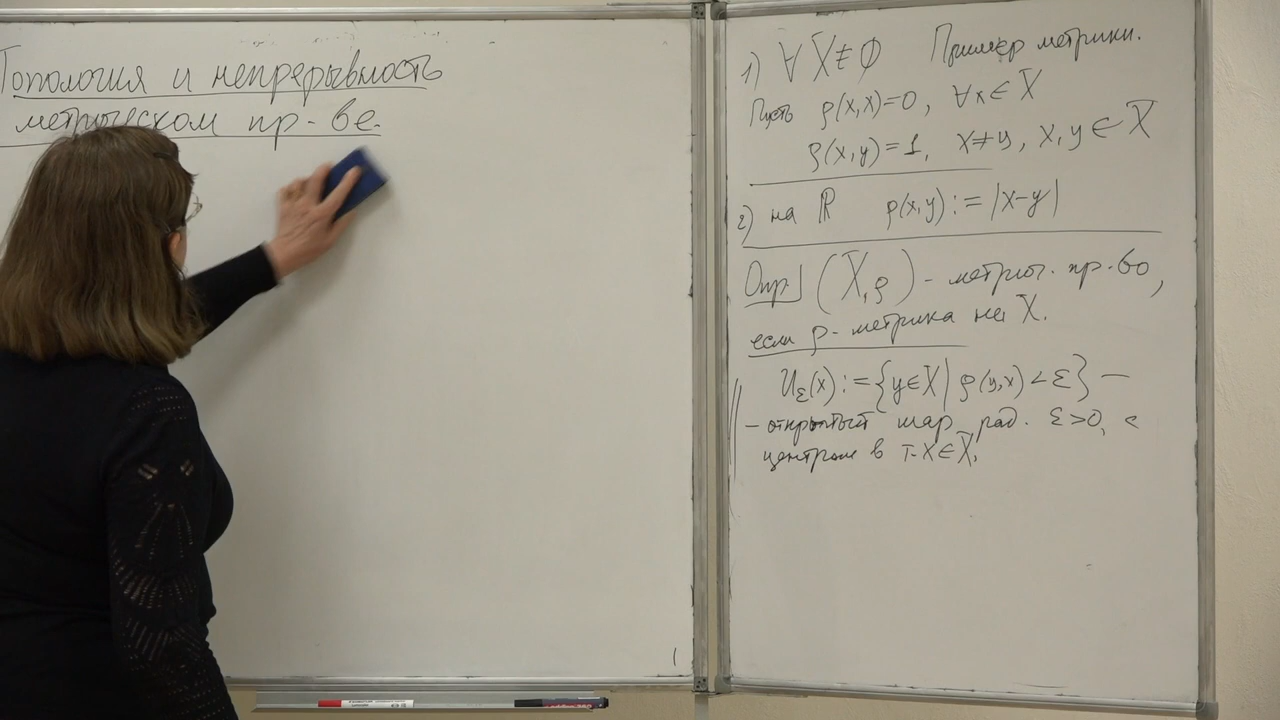 Топология и непрерывность
метрическом пр-ве.
1) ∀ X≠∅ Пример метрики.
Пусть ρ(x,x)=0, ∀x∈X
ρ(x,y)=1, x≠y, x,y∈X
2) на ℝ ρ(x,y):=|x-y|
Опр. (X,ρ) - метрич. пр-во,
если ρ- метрика на X.
U_ε(x):={y∈X| ρ(y,x)<ε} —
— открытый шар рад. ε>0, с
центром в т. x∈X,